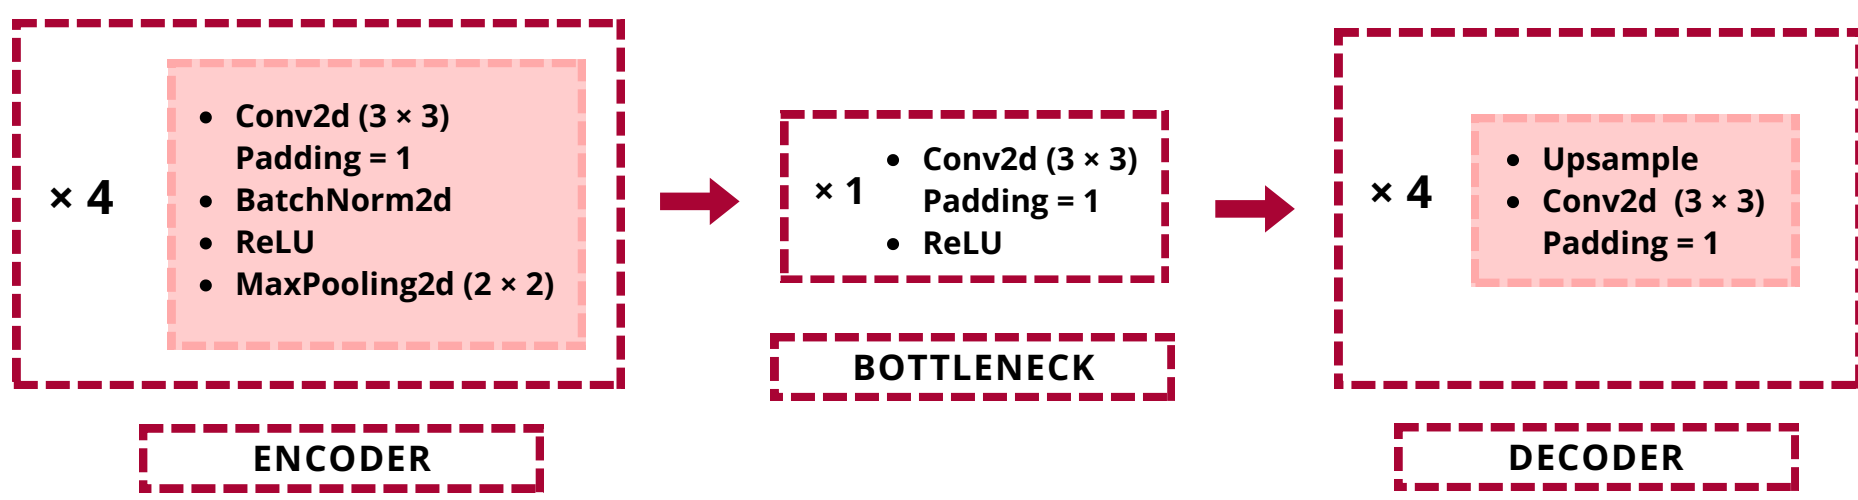 × 4
• Conv2d (3 × 3)
Padding = 1
• BatchNorm2d
• ReLU
• MaxPooling2d (2 × 2)
ENCODER
× 1
• Conv2d (3 × 3)
Padding = 1
• ReLU
BOTTLENECK
× 4
• Upsample
• Conv2d (3 × 3)
Padding = 1
DECODER